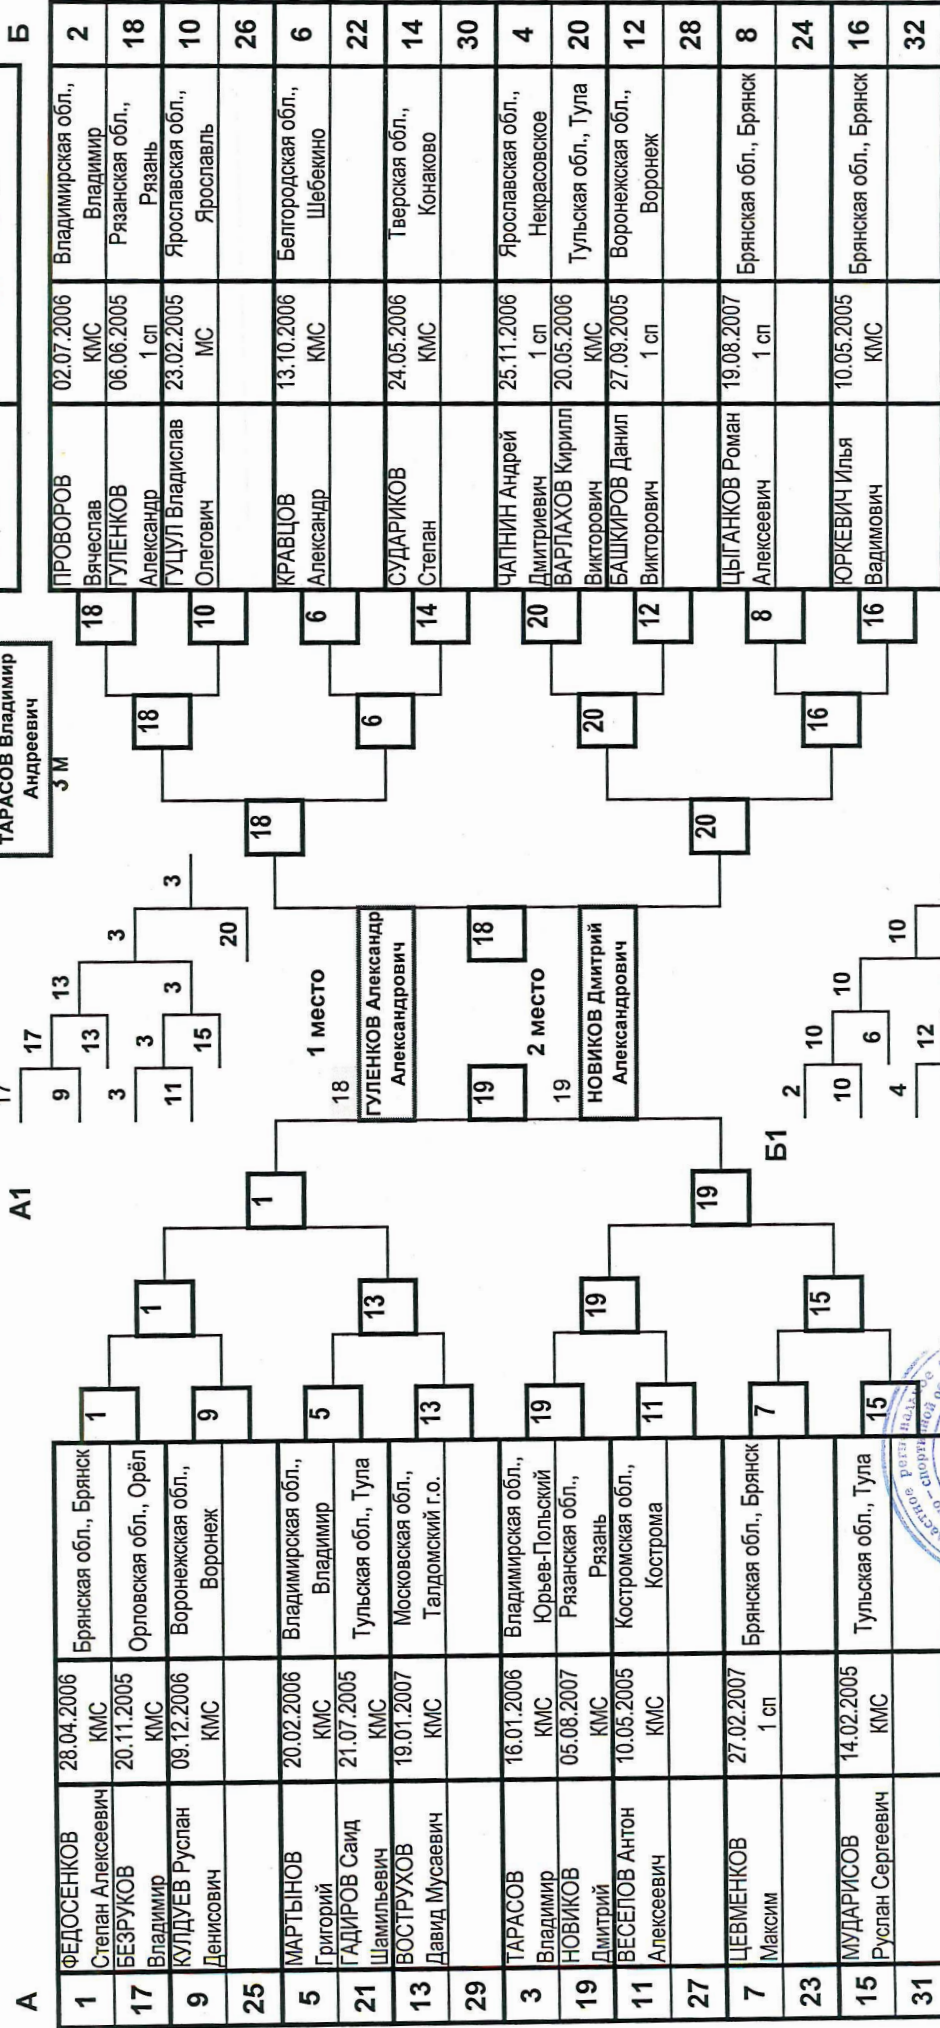 А
1
ФЕДОСЕНКОВ
Степан Алексеевич
28.04.2006
КМС
Брянская обл., Брянск
17
БЕЗРУКОВ
Владимир
20.11.2005
КМС
Орловская обл., Орёл
9
КУЛДУЕВ Руслан
Денисович
09.12.2006
КМС
Воронежская обл.,
Воронеж
25
5
МАРТЫНОВ
Григорий
20.02.2006
КМС
Владимирская обл.,
Владимир
21
ГАДИРОВ Саид
Шамильевич
21.07.2005
КМС
Тульская обл., Тула
13
ВОСТРУХОВ
Давид Мусаевич
19.01.2007
КМС
Московская обл.,
Талдомский г.о.
29
3
ТАРАСОВ
Владимир
16.01.2006
КМС
Владимирская обл.,
Юрьев-Польский
19
НОВИКОВ
Дмитрий
05.08.2007
КМС
Рязанская обл.,
Рязань
11
ВЕСЕЛОВ Антон
Алексеевич
10.05.2005
КМС
Костромская обл.,
Кострома
27
7
ЦЕВМЕНКОВ
Максим
27.02.2007
1 сп
Брянская обл., Брянск
23
15
МУДАРИСОВ
Руслан Сергеевич
14.02.2005
КМС
Тульская обл., Тула
31
1
9
5
13
19
11
7
15
1
13
19
15
1
19
А1
17
9
17
13
13
3
11
3
15
3
3
20
3
ТАРАСОВ Владимир
Андреевич
3 М
1 место
18
ГУЛЕНКОВ Александр
Александрович
19
18
2 место
19
НОВИКОВ Дмитрий
Александрович
Б1
2
10
10
6
10
4
12
10
18
20
18
6
20
16
18
10
6
14
20
12
8
16
Б
ПРОВОРОВ
Вячеслав
02.07.2006
КМС
Владимирская обл.,
Владимир
2
ГУЛЕНКОВ
Александр
06.06.2005
1 сп
Рязанская обл.,
Рязань
18
ГУЦУЛ Владислав
Олегович
23.02.2005
МС
Ярославская обл.,
Ярославль
10
26
КРАВЦОВ
Александр
13.10.2006
КМС
Белгородская обл.,
Шебекино
6
22
СУДАРИКОВ
Степан
24.05.2006
КМС
Тверская обл.,
Конаково
14
30
ЧАПНИН Андрей
Дмитриевич
25.11.2006
1 сп
Ярославская обл.,
Некрасовское
4
ВАРЛАХОВ Кирилл
Викторович
20.05.2006
КМС
Тульская обл., Тула
20
БАШКИРОВ Данил
Викторович
27.09.2005
1 сп
Воронежская обл.,
Воронеж
12
28
ЦЫГАНКОВ Роман
Алексеевич
19.08.2007
1 сп
Брянская обл., Брянск
8
24
ЮРКЕВИЧ Илья
Вадимович
10.05.2005
КМС
Брянская обл., Брянск
16
32